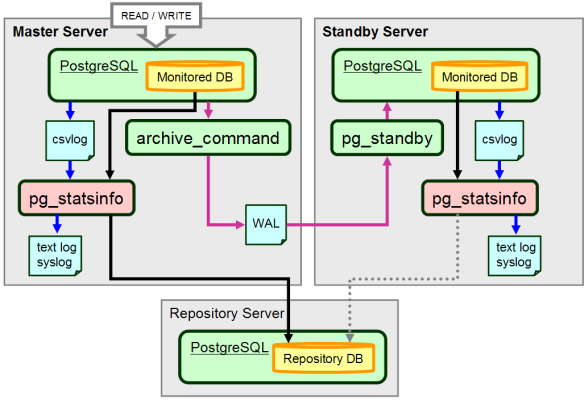 READ / WRITE
Master Server
PostgreSQL
Monitored DB
csvlog
archive_command
pg_statsinfo
WAL
text log
syslog
Standby Server
PostgreSQL
Monitored DB
pg_standby
csvlog
pg_statsinfo
text log
syslog
Repository Server
PostgreSQL
Repository DB